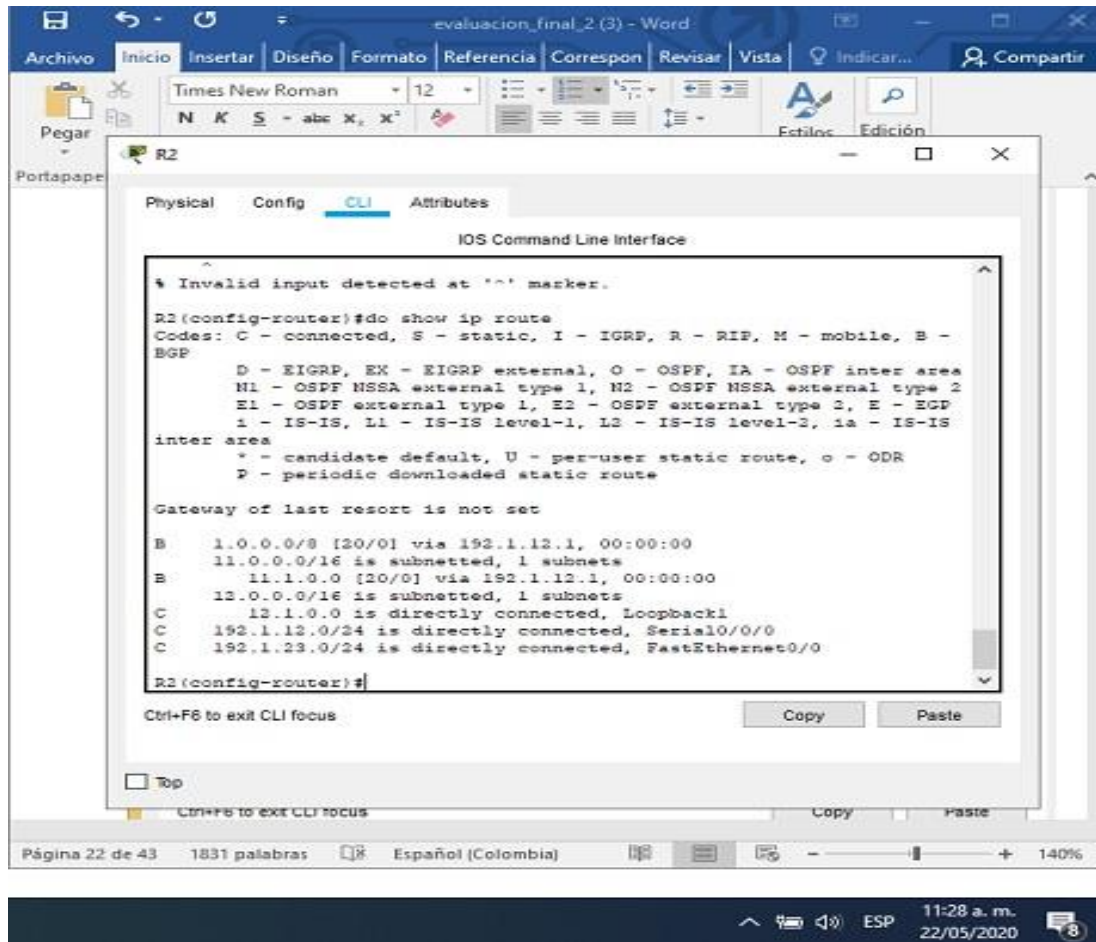 evaluacion_final_2 (3) - Word
Archivo Inicio Insertar Diseño Formato Referencia Correspon Revisar Vista Indicar... Compartir
Times New Roman 12
Pegar N K S abc X₂ X² Estilos Edición
Portapape
R2
Physical Config CLI Attributes
IOS Command Line Interface
^
% Invalid input detected at '^' marker.
R2(config-router)#do show ip route
Codes: C - connected, S - static, I - IGRP, R - RIP, M - mobile, B -
BGP
D - EIGRP, EX - EIGRP external, O - OSPF, IA - OSPF inter area
N1 - OSPF NSSA external type 1, N2 - OSPF NSSA external type 2
E1 - OSPF external type 1, E2 - OSPF external type 2, E - EGP
i - IS-IS, L1 - IS-IS level-1, L2 - IS-IS level-2, ia - IS-IS
inter area
* - candidate default, U - per-user static route, o - ODR
P - periodic downloaded static route
Gateway of last resort is not set
B 1.0.0.0/8 [20/0] via 192.1.12.1, 00:00:00
11.0.0.0/16 is subnetted, 1 subnets
B 11.1.0.0 [20/0] via 192.1.12.1, 00:00:00
12.0.0.0/16 is subnetted, 1 subnets
C 12.1.0.0 is directly connected, Loopback1
C 192.1.12.0/24 is directly connected, Serial0/0/0
C 192.1.23.0/24 is directly connected, FastEthernet0/0
R2(config-router)#
Ctrl+F6 to exit CLI focus Copy Paste
Top
Ctrl+F6 to exit CLI focus Copy Paste
Página 22 de 43 1831 palabras Español (Colombia) 140%
ESP 11:28 a. m.
22/05/2020 8